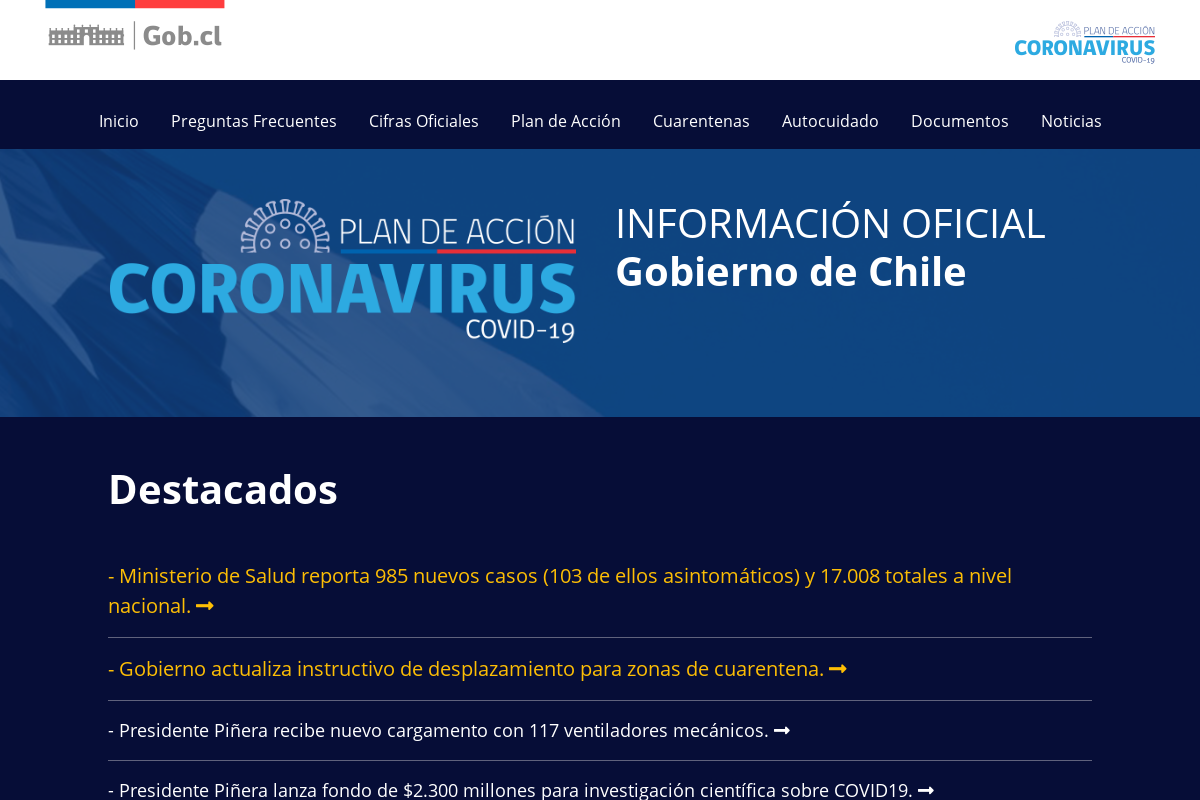 Gob.cl
PLAN DE ACCIÓN
CORONAVIRUS
COVID-19
Inicio Preguntas Frecuentes Cifras Oficiales Plan de Acción Cuarentenas Autocuidado Documentos Noticias
PLAN DE ACCIÓN
CORONAVIRUS
COVID-19
INFORMACIÓN OFICIAL
Gobierno de Chile
Destacados
- Ministerio de Salud reporta 985 nuevos casos (103 de ellos asintomáticos) y 17.008 totales a nivel
nacional.
- Gobierno actualiza instructivo de desplazamiento para zonas de cuarentena.
- Presidente Piñera recibe nuevo cargamento con 117 ventiladores mecánicos.
- Presidente Piñera lanza fondo de $2.300 millones para investigación científica sobre COVID19.